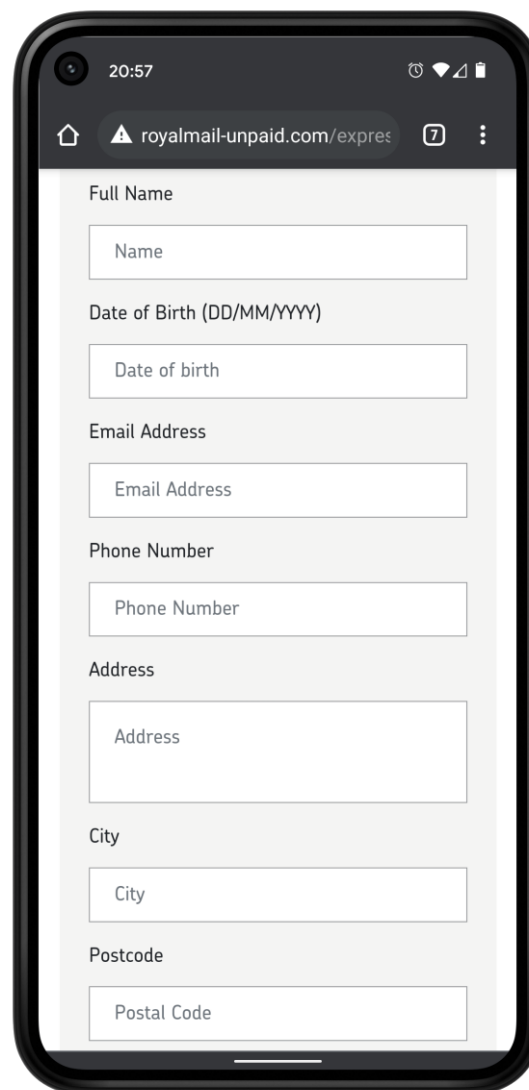 20:57
royalmail-unpaid.com/expres
7
Full Name
Name
Date of Birth (DD/MM/YYYY)
Date of birth
Email Address
Email Address
Phone Number
Phone Number
Address
Address
City
City
Postcode
Postal Code